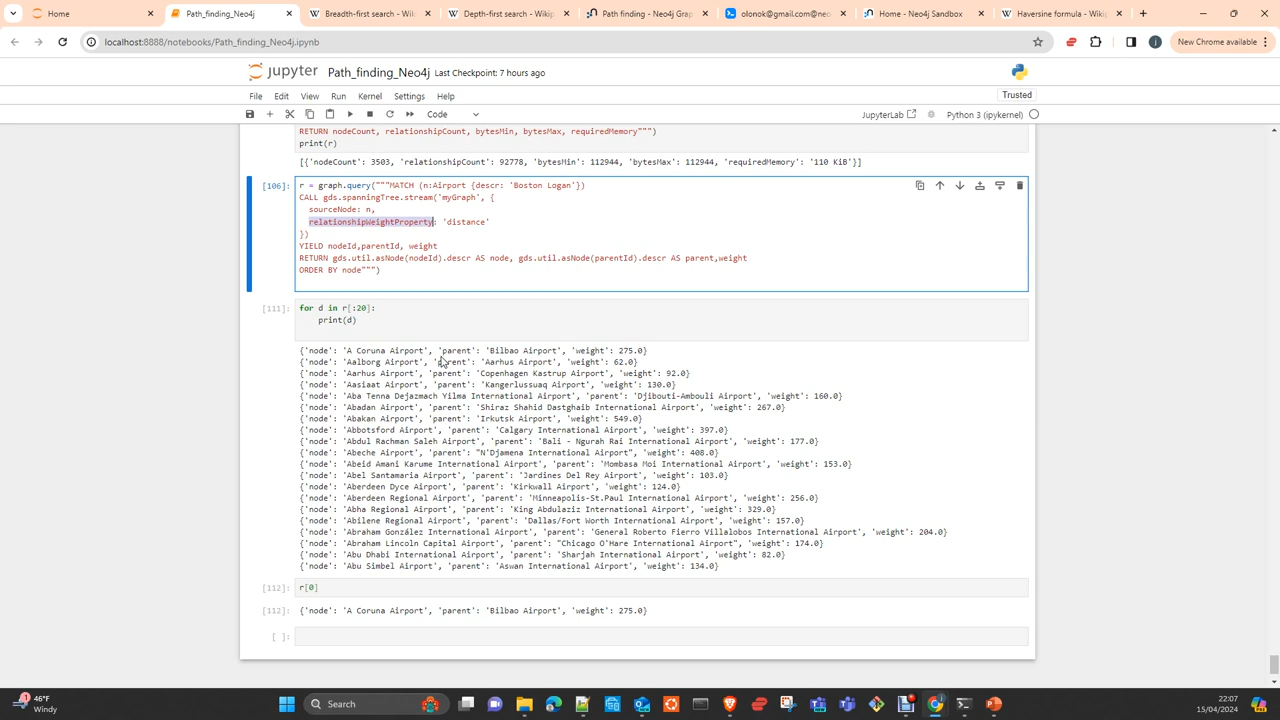 Home
Path_finding_Neo4j
Breadth-first search - Wiki
Depth-first search - Wikip
Path finding - Neo4j Grap
olonok@gmail.com@neo
Home - Neo4j Sandbox
Haversine formula - Wikip
localhost:8888/notebooks/Path_finding_Neo4j.ipynb
New Chrome available
jupyter Path_finding_Neo4j Last Checkpoint: 7 hours ago
File Edit View Run Kernel Settings Help
Trusted
Code
JupyterLab
Python 3 (ipykernel)
RETURN nodeCount, relationshipCount, bytesMin, bytesMax, requiredMemory""")
print(r)
[{'nodeCount': 3503, 'relationshipCount': 92778, 'bytesMin': 112944, 'bytesMax': 112944, 'requiredMemory': '110 KiB'}]
[106]: r = graph.query("""MATCH (n:Airport {descr: 'Boston Logan'})
CALL gds.spanningTree.stream('myGraph', {
sourceNode: n,
relationshipWeightProperty: 'distance'
})
YIELD nodeId,parentId, weight
RETURN gds.util.asNode(nodeId).descr AS node, gds.util.asNode(parentId).descr AS parent,weight
ORDER BY node""")
[111]: for d in r[:20]:
print(d)
{'node': 'A Coruna Airport', 'parent': 'Bilbao Airport', 'weight': 275.0}
{'node': 'Aalborg Airport', 'parent': 'Aarhus Airport', 'weight': 62.0}
{'node': 'Aarhus Airport', 'parent': 'Copenhagen Kastrup Airport', 'weight': 92.0}
{'node': 'Aasiaat Airport', 'parent': 'Kangerlussuaq Airport', 'weight': 130.0}
{'node': 'Aba Tenna Dejazmach Yilma International Airport', 'parent': 'Djibouti-Ambouli Airport', 'weight': 160.0}
{'node': 'Abadan Airport', 'parent': 'Shiraz Shahid Dastghaib International Airport', 'weight': 267.0}
{'node': 'Abakan Airport', 'parent': 'Irkutsk Airport', 'weight': 549.0}
{'node': 'Abbotsford Airport', 'parent': 'Calgary International Airport', 'weight': 397.0}
{'node': 'Abdul Rachman Saleh Airport', 'parent': 'Bali - Ngurah Rai International Airport', 'weight': 177.0}
{'node': 'Abeche Airport', 'parent': "N'Djamena International Airport", 'weight': 408.0}
{'node': 'Abeid Amani Karume International Airport', 'parent': 'Mombasa Moi International Airport', 'weight': 153.0}
{'node': 'Abel Santamaria Airport', 'parent': 'Jardines Del Rey Airport', 'weight': 103.0}
{'node': 'Aberdeen Dyce Airport', 'parent': 'Kirkwall Airport', 'weight': 124.0}
{'node': 'Aberdeen Regional Airport', 'parent': 'Minneapolis-St.Paul International Airport', 'weight': 256.0}
{'node': 'Abha Regional Airport', 'parent': 'King Abdulaziz International Airport', 'weight': 329.0}
{'node': 'Abilene Regional Airport', 'parent': 'Dallas/Fort Worth International Airport', 'weight': 157.0}
{'node': 'Abraham González International Airport', 'parent': 'General Roberto Fierro Villalobos International Airport', 'weight': 204.0}
{'node': 'Abraham Lincoln Capital Airport', 'parent': "Chicago O'Hare International Airport", 'weight': 174.0}
{'node': 'Abu Dhabi International Airport', 'parent': 'Sharjah International Airport', 'weight': 82.0}
{'node': 'Abu Simbel Airport', 'parent': 'Aswan International Airport', 'weight': 134.0}
[112]: r[0]
[112]: {'node': 'A Coruna Airport', 'parent': 'Bilbao Airport', 'weight': 275.0}
[ ]:
1
46°F
Windy
Search
22:07
15/04/2024